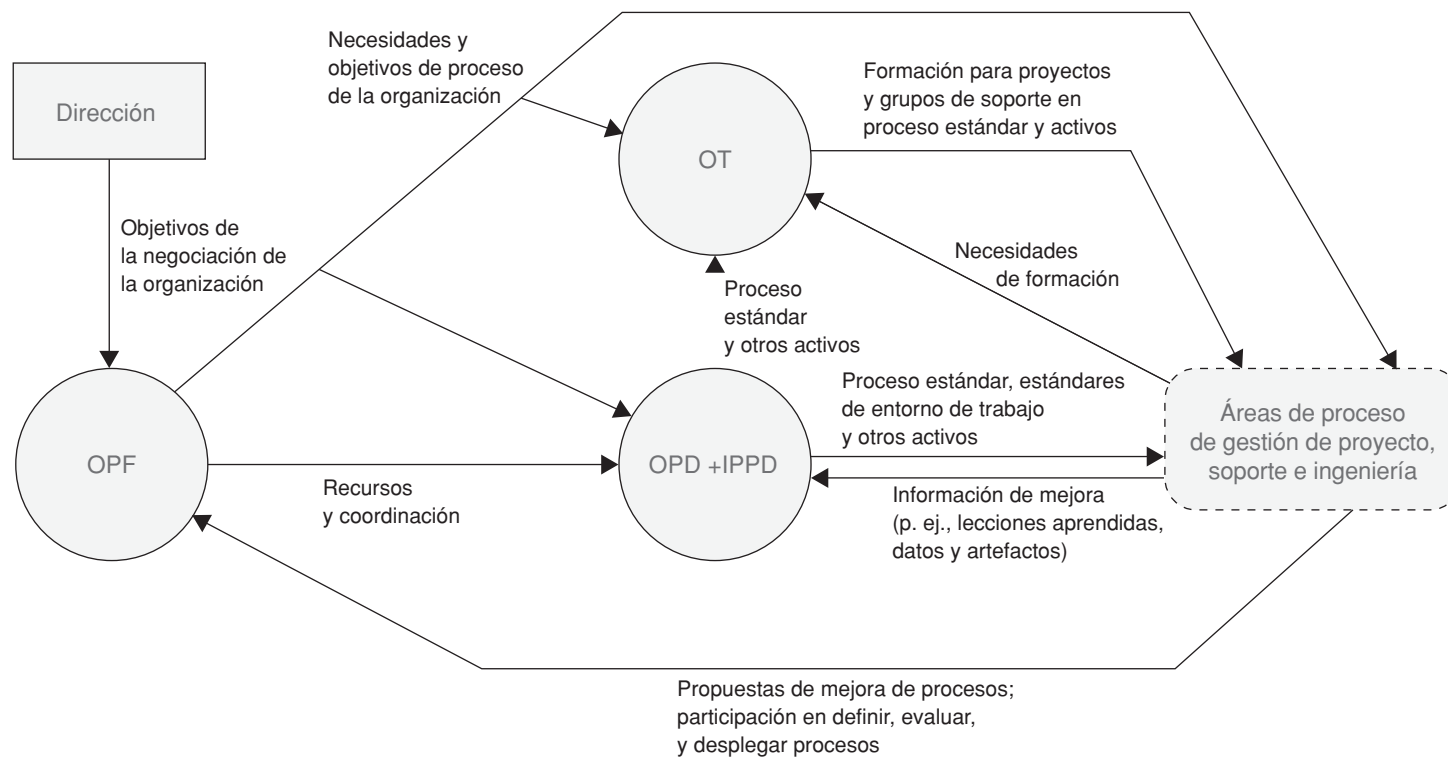 Necesidades y
objetivos de proceso
de la organización
Formación para proyectos
y grupos de soporte en
proceso estándar y activos
Dirección
OT
Objetivos de
la negociación de
la organización
Necesidades
de formación
Proceso
estándar
y otros activos
OPF
Recursos
y coordinación
OPD +IPPD
Proceso estándar, estándares
de entorno de trabajo
y otros activos
Información de mejora
(p. ej., lecciones aprendidas,
datos y artefactos)
Áreas de proceso
de gestión de proyecto,
soporte e ingeniería
Propuestas de mejora de procesos;
participación en definir, evaluar,
y desplegar procesos